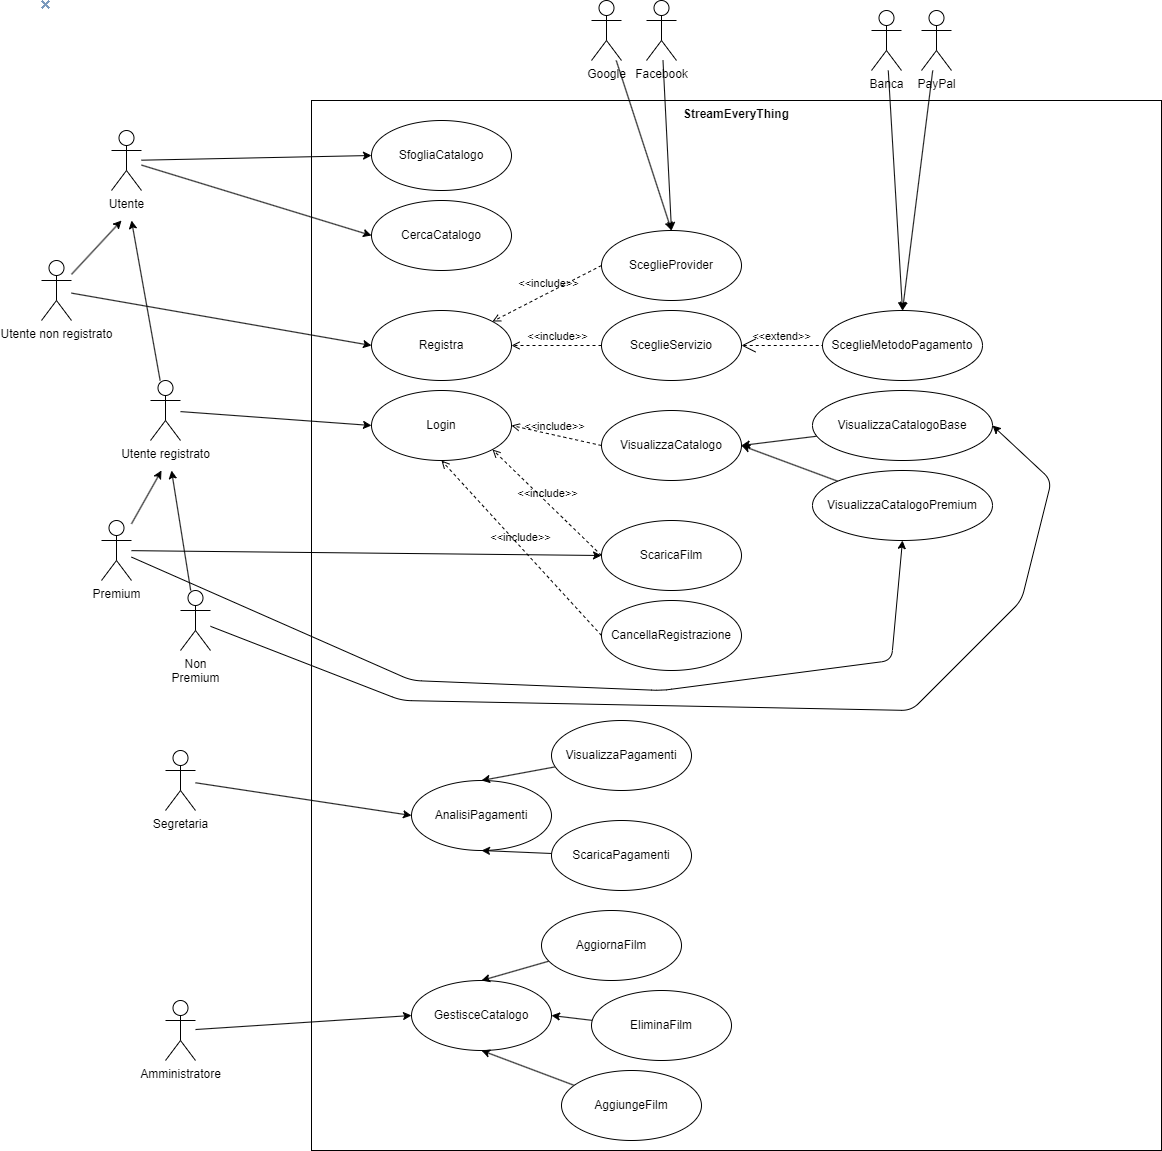 Google
Facebook
Banca
PayPal
StreamEveryThing
SfogliaCatalogo
Utente
CercaCatalogo
SceglieProvider
<<include>>
Utente non registrato
Registra
<<include>>
SceglieServizio
<<extend>>
SceglieMetodoPagamento
Login
<<include>>
VisualizzaCatalogo
VisualizzaCatalogoBase
Utente registrato
<<include>>
VisualizzaCatalogoPremium
<<include>>
ScaricaFilm
Premium
CancellaRegistrazione
Non
Premium
VisualizzaPagamenti
Segretaria
AnalisiPagamenti
ScaricaPagamenti
AggiornaFilm
GestisceCatalogo
EliminaFilm
Amministratore
AggiungeFilm